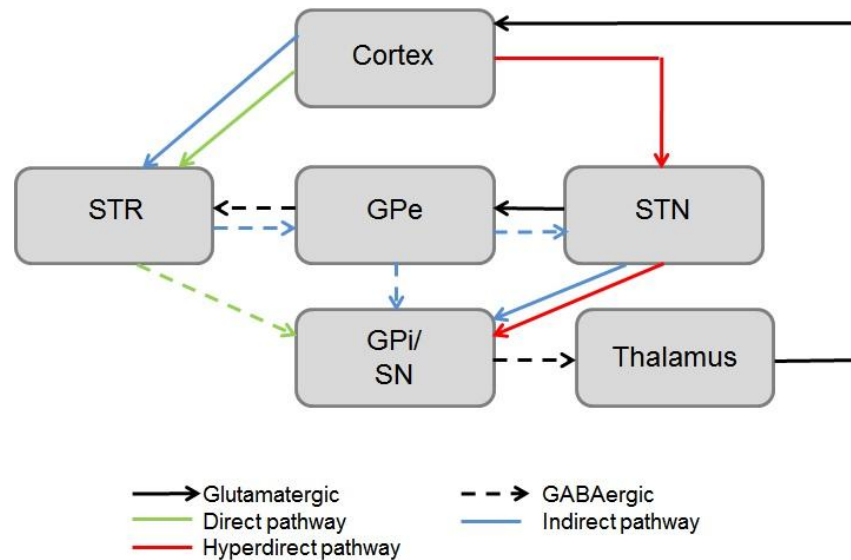 Cortex
STR
GPe
STN
GPi/
SN
Thalamus
Glutamatergic
GABAergic
Direct pathway
Indirect pathway
Hyperdirect pathway